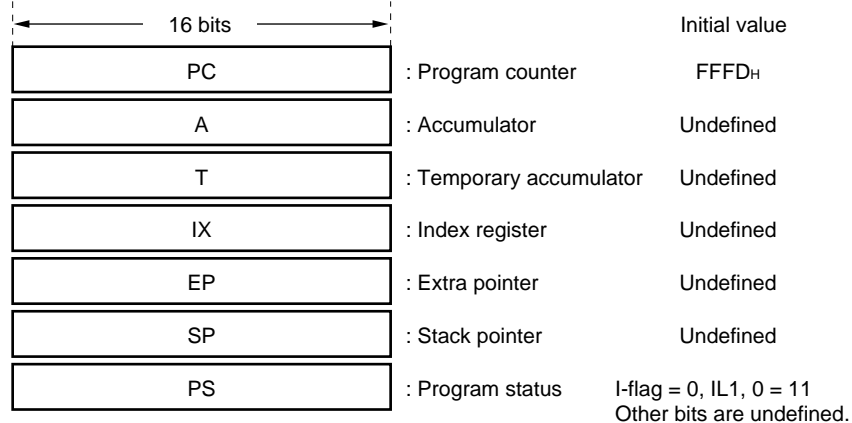 16 bits Initial value
PC : Program counter FFFDH
A : Accumulator Undefined
T : Temporary accumulator Undefined
IX : Index register Undefined
EP : Extra pointer Undefined
SP : Stack pointer Undefined
PS : Program status I-flag = 0, IL1, 0 = 11
Other bits are undefined.